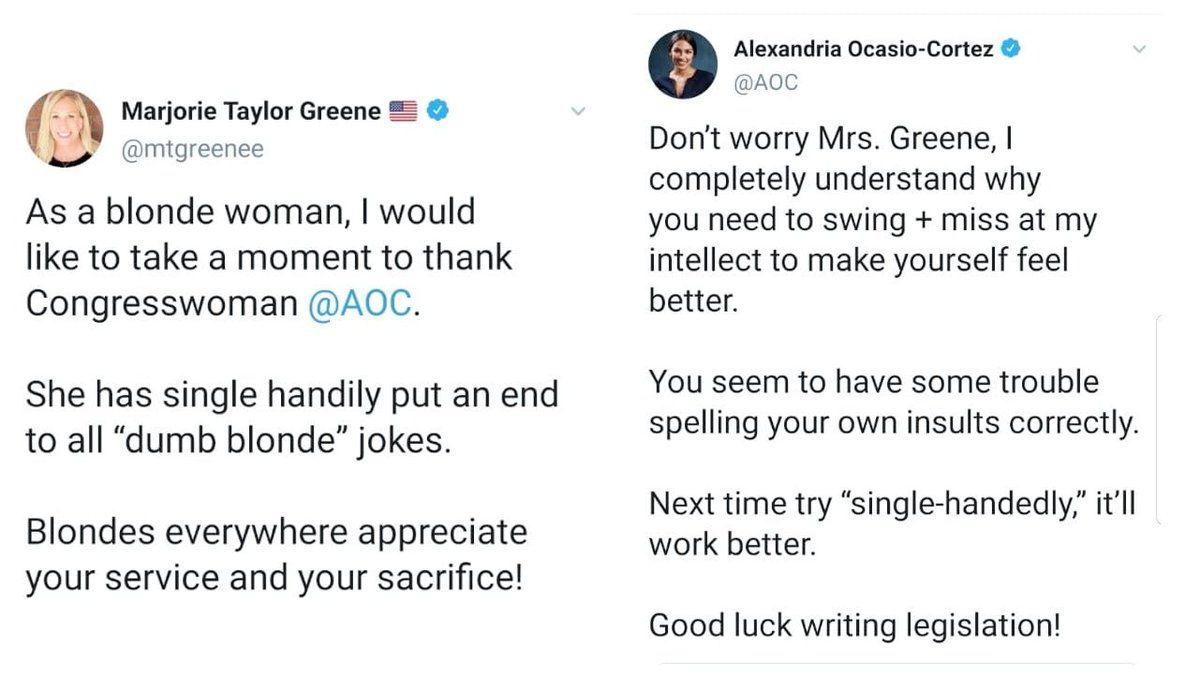 Marjorie Taylor Greene 🇺🇸
@mtgreenee
As a blonde woman, I would
like to take a moment to thank
Congresswoman @AOC.
She has single handily put an end
to all “dumb blonde” jokes.
Blondes everywhere appreciate
your service and your sacrifice!
Alexandria Ocasio-Cortez
@AOC
Don’t worry Mrs. Greene, I
completely understand why
you need to swing + miss at my
intellect to make yourself feel
better.
You seem to have some trouble
spelling your own insults correctly.
Next time try “single-handedly,” it’ll
work better.
Good luck writing legislation!